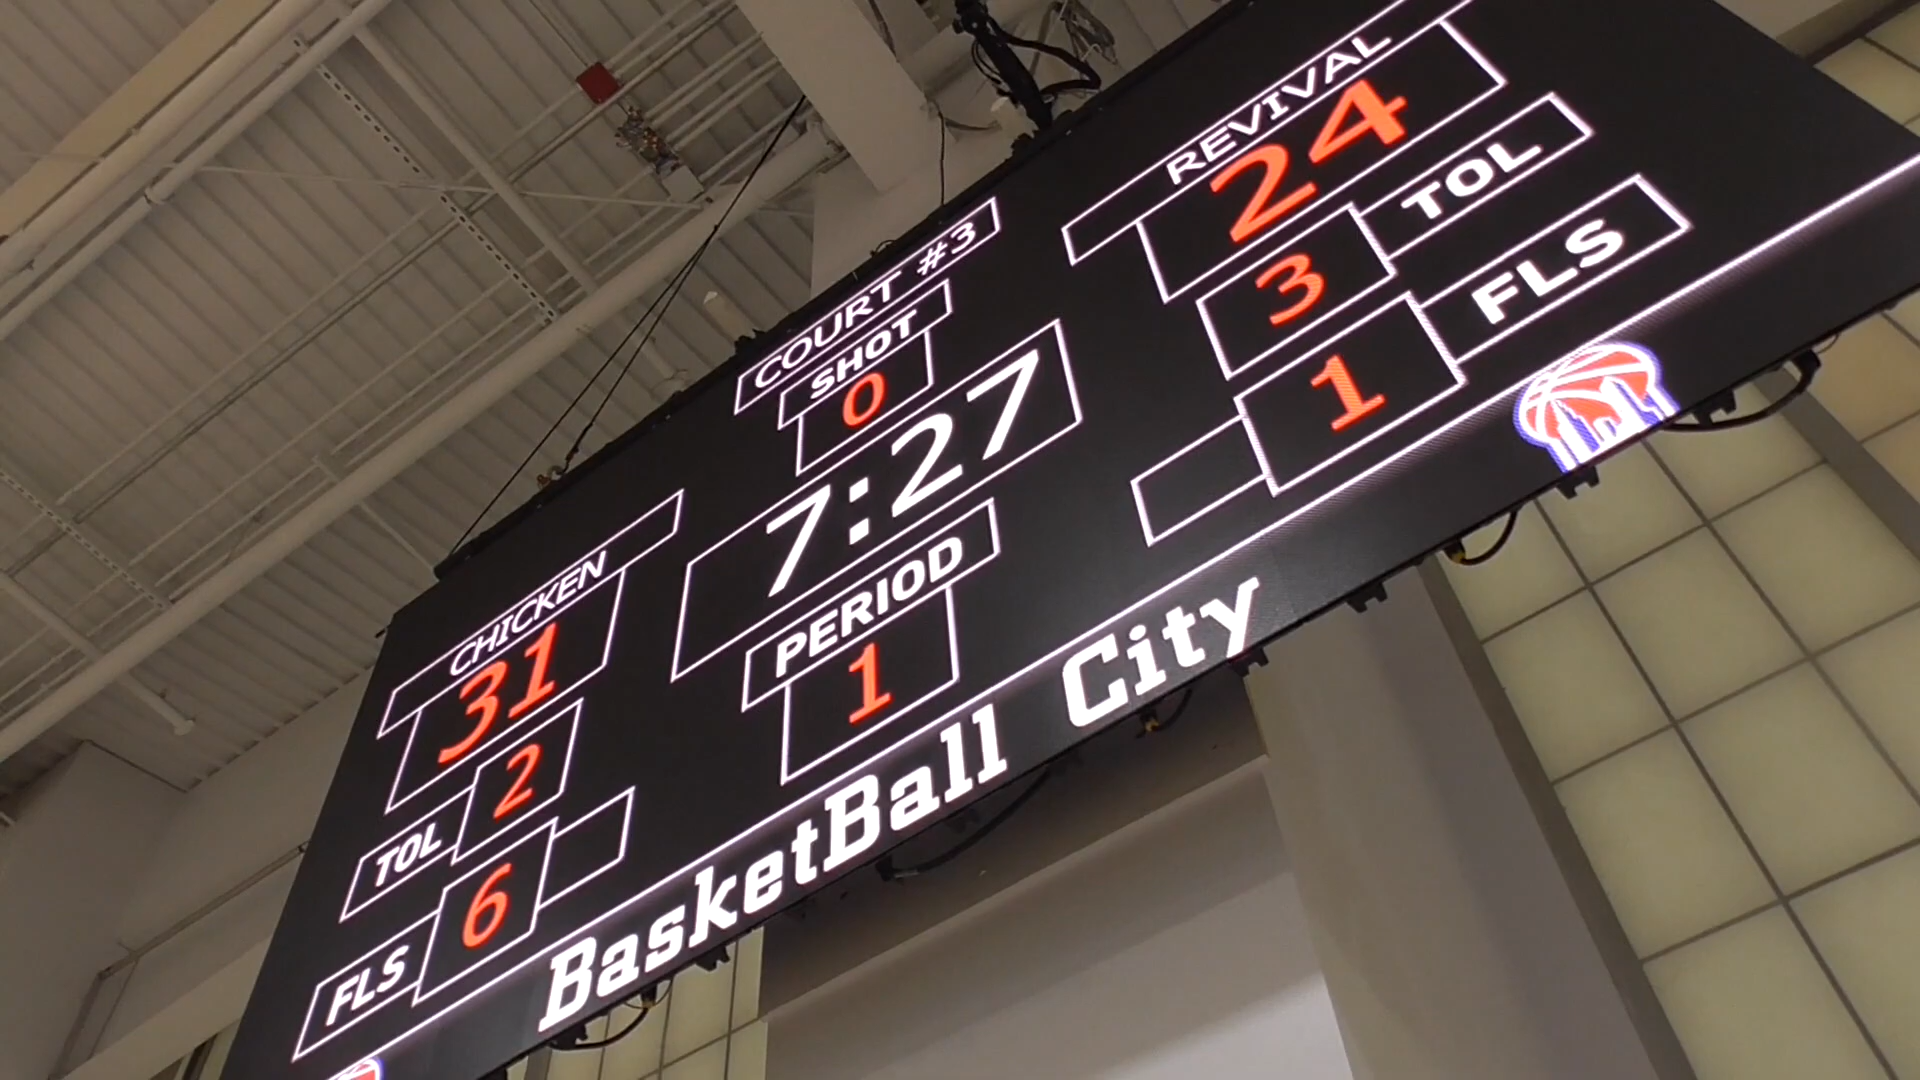 COURT #3
SHOT
0
7:27
PERIOD
1
CHICKEN
31
TOL 2
FLS 6
REVIVAL
24
3 TOL
1 FLS
BasketBall City